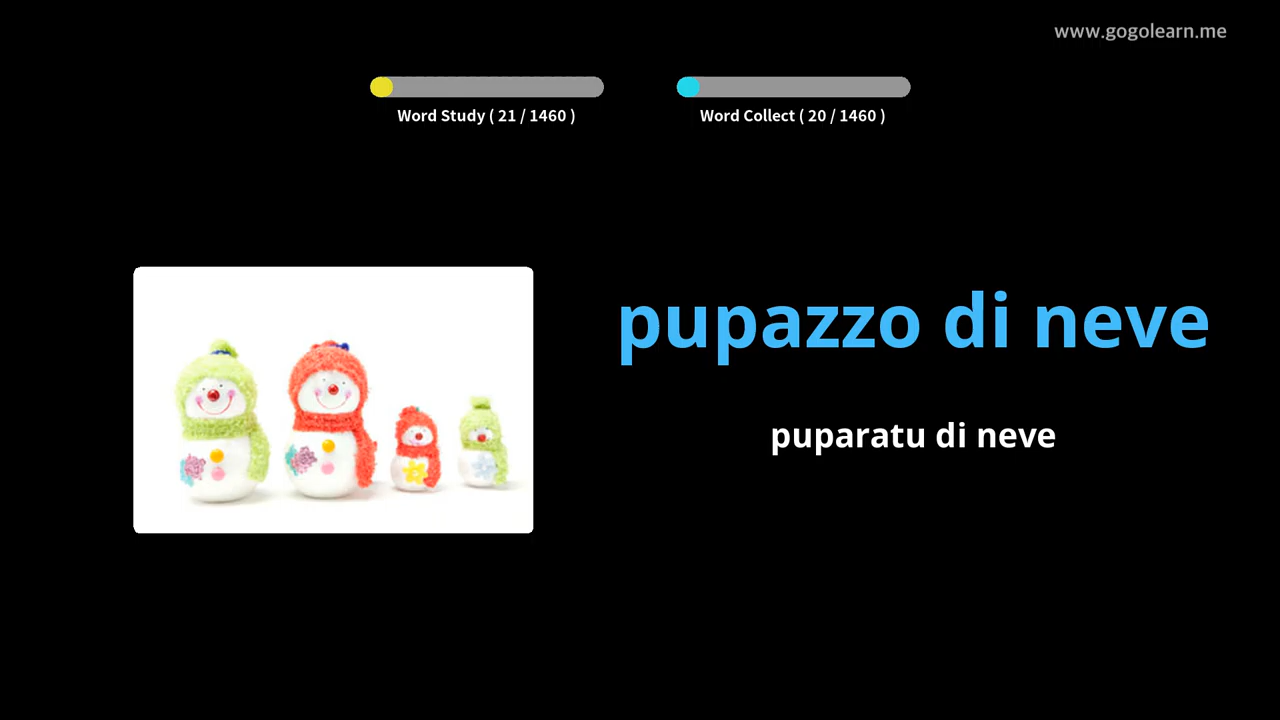 www.gogolearn.me
Word Study ( 21 / 1460 )
Word Collect ( 20 / 1460 )
pupazzo di neve
puparatu di neve